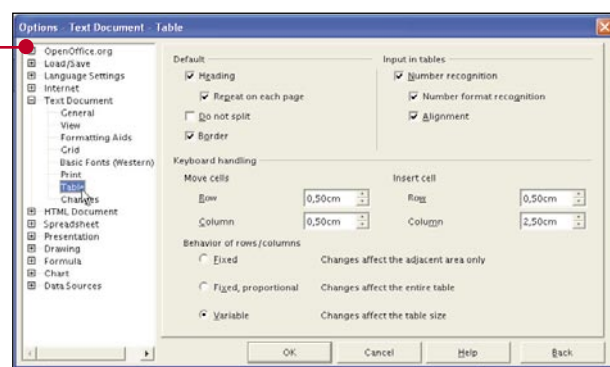 Options - Text Document - Table
OpenOffice.org
Load/Save
Language Settings
Internet
Text Document
General
View
Formatting Aids
Grid
Basic Fonts (Western)
Print
Table
Changes
HTML Document
Spreadsheet
Presentation
Drawing
Formula
Chart
Data Sources
Default
Heading
Repeat on each page
Do not split
Border
Input in tables
Number recognition
Number format recognition
Alignment
Keyboard handling
Move cells
Row 0,50cm
Column 0,50cm
Insert cell
Row 0,50cm
Column 2,50cm
Behavior of rows/columns
Fixed Changes affect the adjacent area only
Fixed, proportional Changes affect the entire table
Variable Changes affect the table size
OK Cancel Help Back